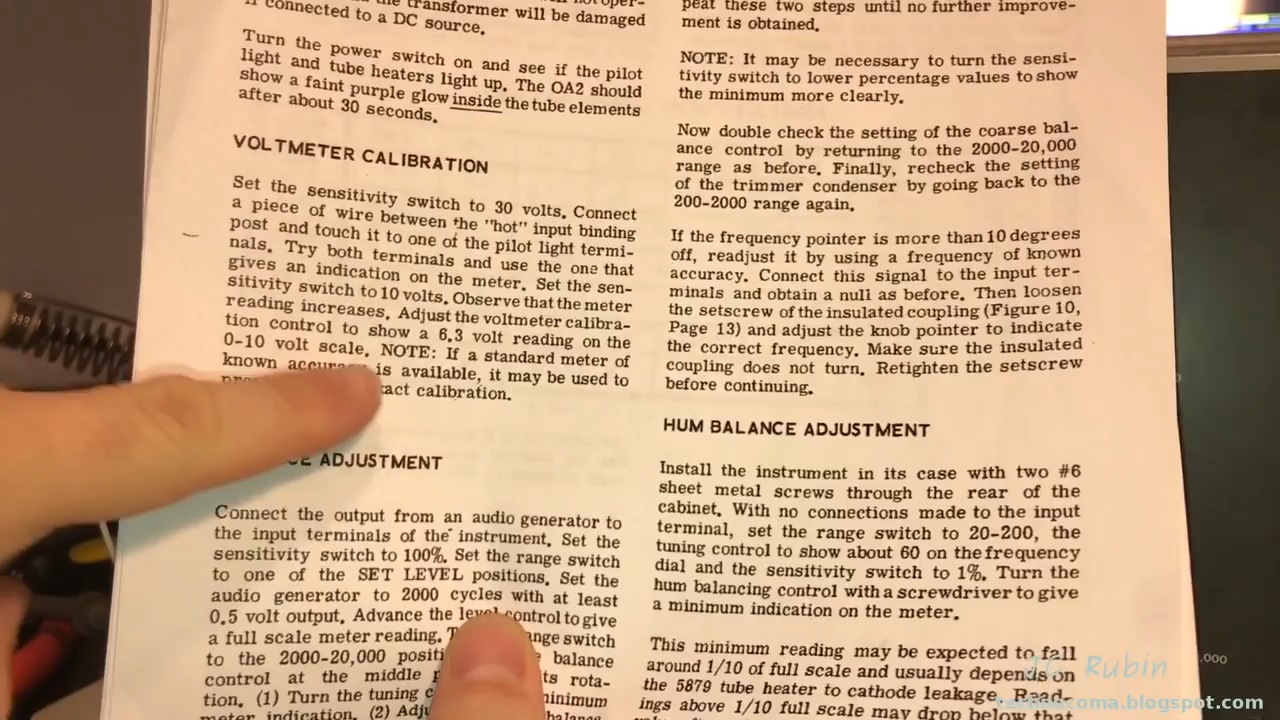 the transformer will be damaged
if connected to a DC source.
Turn the power switch on and see if the pilot
light and tube heaters light up. The OA2 should
show a faint purple glow inside the tube elements
after about 30 seconds.
VOLTMETER CALIBRATION
Set the sensitivity switch to 30 volts. Connect
a piece of wire between the "hot" input binding
post and touch it to one of the pilot light termi-
nals. Try both terminals and use the one that
gives an indication on the meter. Set the sen-
sitivity switch to 10 volts. Observe that the meter
reading increases. Adjust the voltmeter calibra-
tion control to show a 6.3 volt reading on the
0-10 volt scale. NOTE: If a standard meter of
known accuracy is available, it may be used to
calibration.
ADJUSTMENT
Connect the output from an audio generator to
the input terminals of the instrument. Set the
sensitivity switch to 100%. Set the range switch
to one of the SET LEVEL positions. Set the
audio generator to 2000 cycles with at least
0.5 volt output. Advance the level control to give
a full scale meter reading. range switch
to the 2000-20,000 balance
control at the middle its rota-
tion. (1) Turn the tuning minimum
meter indication. (2) balance
peat these two steps until no further improve-
ment is obtained.
NOTE: It may be necessary to turn the sensi-
tivity switch to lower percentage values to show
the minimum more clearly.
Now double check the setting of the coarse bal-
ance control by returning to the 2000-20,000
range as before. Finally, recheck the setting
of the trimmer condenser by going back to the
200-2000 range again.
If the frequency pointer is more than 10 degrees
off, readjust it by using a frequency of known
accuracy. Connect this signal to the input ter-
minals and obtain a null as before. Then loosen
the setscrew of the insulated coupling (Figure 10,
Page 13) and adjust the knob pointer to indicate
the correct frequency. Make sure the insulated
coupling does not turn. Retighten the setscrew
before continuing.
HUM BALANCE ADJUSTMENT
Install the instrument in its case with two #6
sheet metal screws through the rear of the
cabinet. With no connections made to the input
terminal, set the range switch to 20-200, the
tuning control to show about 60 on the frequency
dial and the sensitivity switch to 1%. Turn the
hum balancing control with a screwdriver to give
a minimum indication on the meter.
This minimum reading may be expected to fall
around 1/10 of full scale and usually depends on
the 5879 tube heater to cathode leakage. Read-
ings above 1/10 full scale may drop below that
Rubin
.blogspot.com